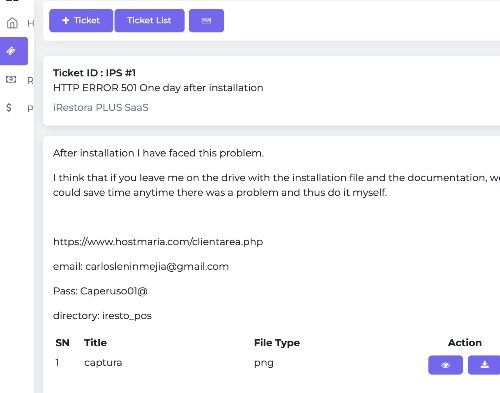 + Ticket
Ticket List
H
Ticket ID : IPS #1
HTTP ERROR 501 One day after installation
iRestora PLUS SaaS
R
P
After installation I have faced this problem.
I think that if you leave me on the drive with the installation file and the documentation, we
could save time anytime there was a problem and thus do it myself.
https://www.hostmaria.com/clientarea.php
email: carlosleninmejia@gmail.com
Pass: Caperuso01@
directory: iresto_pos
SN Title File Type Action
1 captura png